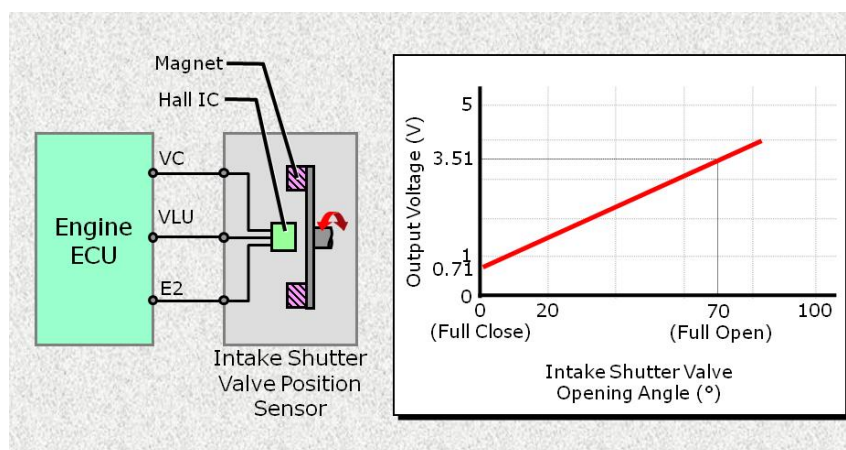 Magnet
Hall IC
VC
VLU
E2
Engine
ECU
Intake Shutter
Valve Position
Sensor
Output Voltage (V)
5
3.51
1
0.71
0
0 20 70 100
(Full Close) (Full Open)
Intake Shutter Valve
Opening Angle (°)